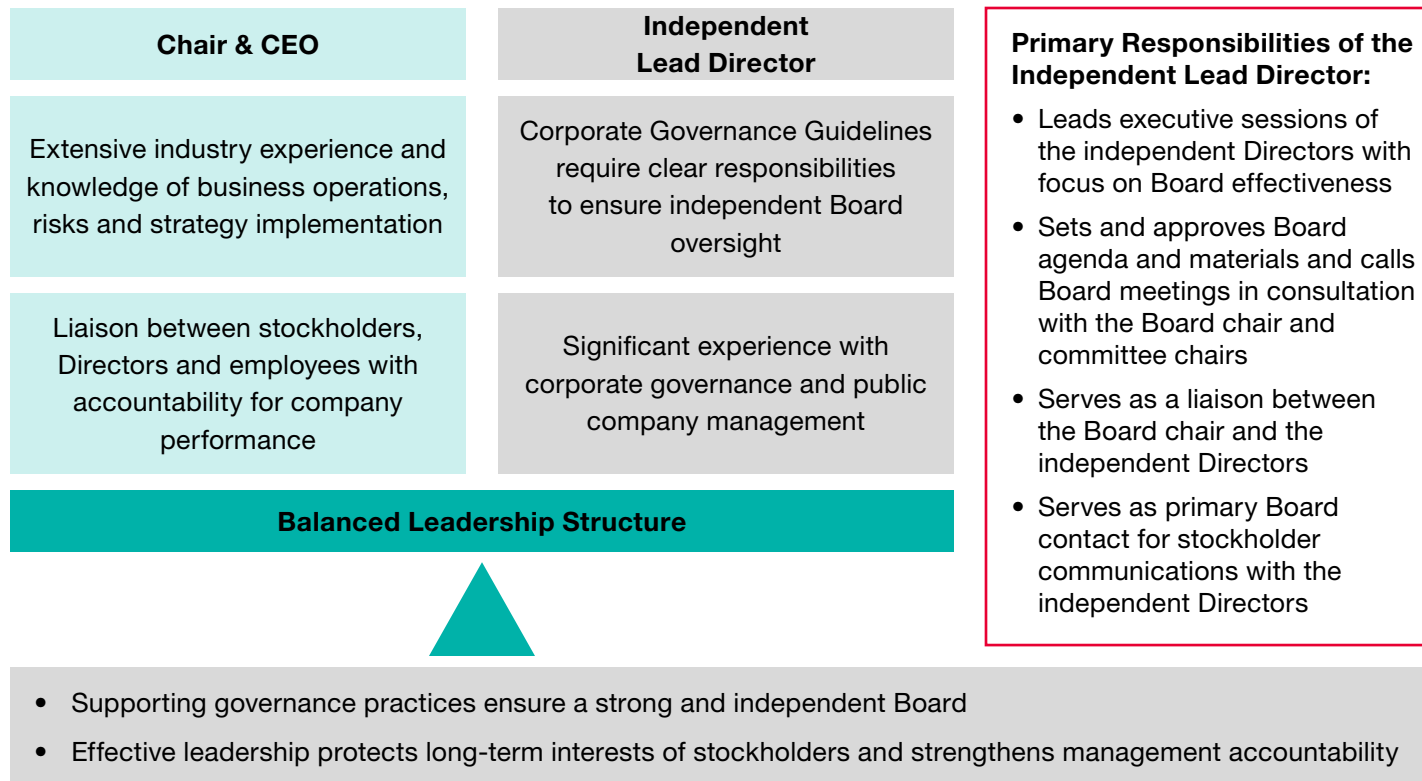 Chair & CEO
Extensive industry experience and
knowledge of business operations,
risks and strategy implementation
Liaison between stockholders,
Directors and employees with
accountability for company
performance
Independent
Lead Director
Corporate Governance Guidelines
require clear responsibilities
to ensure independent Board
oversight
Significant experience with
corporate governance and public
company management
Balanced Leadership Structure
• Supporting governance practices ensure a strong and independent Board
• Effective leadership protects long-term interests of stockholders and strengthens management accountability
Primary Responsibilities of the
Independent Lead Director:
• Leads executive sessions of
the independent Directors with
focus on Board effectiveness
• Sets and approves Board
agenda and materials and calls
Board meetings in consultation
with the Board chair and
committee chairs
• Serves as a liaison between
the Board chair and the
independent Directors
• Serves as primary Board
contact for stockholder
communications with the
independent Directors